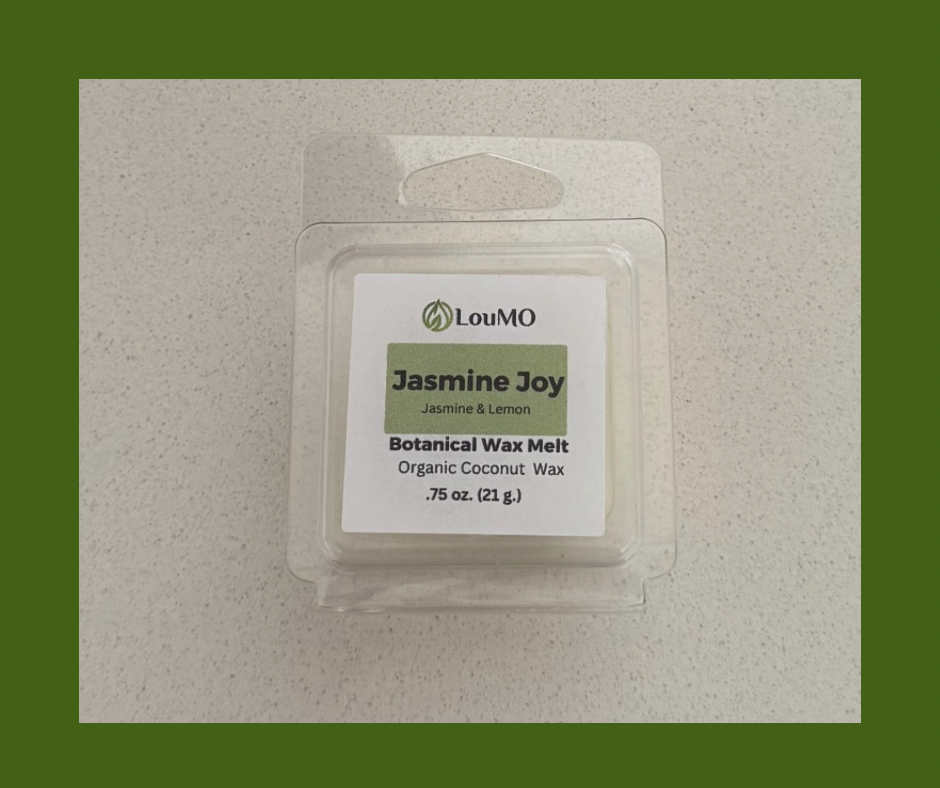 LouMO
Jasmine Joy
Jasmine & Lemon
Botanical Wax Melt
Organic Coconut Wax
.75 oz. (21 g.)